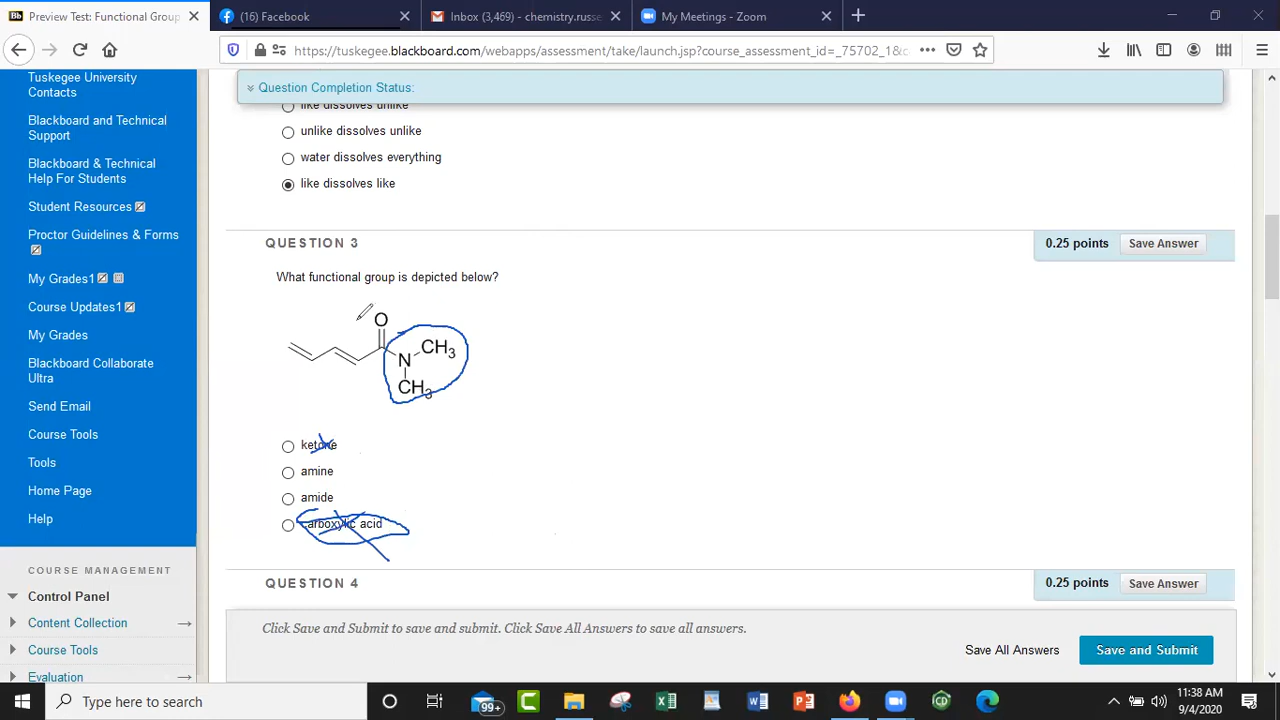 Preview Test: Functional Group
(16) Facebook
Inbox (3,469) - chemistry.russe
My Meetings - Zoom
https://tuskegee.blackboard.com/webapps/assessment/take/launch.jsp?course_assessment_id=_75702_1&c
Tuskegee University
Contacts
Blackboard and Technical
Support
Blackboard & Technical
Help For Students
Student Resources
Proctor Guidelines & Forms
My Grades1
Course Updates1
My Grades
Blackboard Collaborate
Ultra
Send Email
Course Tools
Tools
Home Page
Help
COURSE MANAGEMENT
Control Panel
Content Collection
Course Tools
Evaluation
Question Completion Status:
like dissolves unlike
unlike dissolves unlike
water dissolves everything
like dissolves like
QUESTION 3
0.25 points
Save Answer
What functional group is depicted below?
O
N
CH3
CH3
ketone
amine
amide
carboxylic acid
QUESTION 4
0.25 points
Save Answer
Click Save and Submit to save and submit. Click Save All Answers to save all answers.
Save All Answers
Save and Submit
Type here to search
99+
11:38 AM
9/4/2020